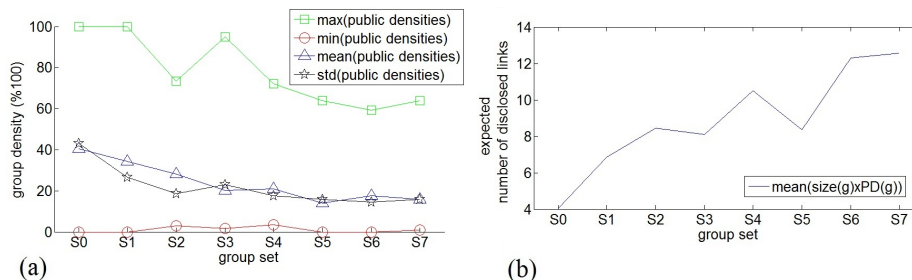 100
80
60
40
20
0
group density (%100)
max(public densities)
min(public densities)
mean(public densities)
std(public densities)
S0 S1 S2 S3 S4 S5 S6 S7
group set
(a)
14
12
10
8
6
4
expected
number of disclosed links
mean(size(g)xPD(g))
S0 S1 S2 S3 S4 S5 S6 S7
group set
(b)